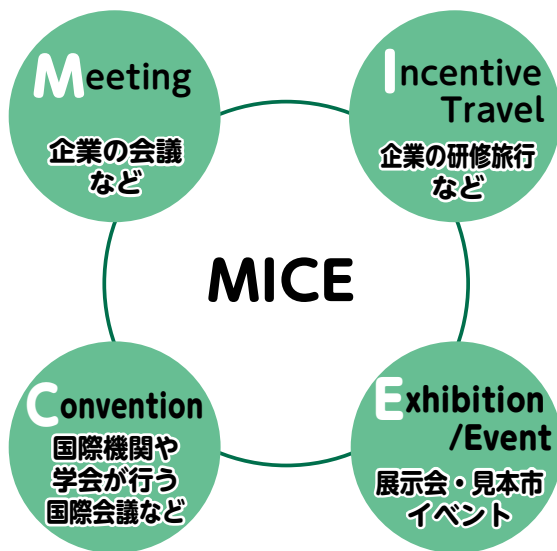 Meeting
企業の会議
など
Incentive
Travel
企業の研修旅行
など
MICE
Convention
国際機関や
学会が行う
国際会議など
Exhibition
/Event
展示会・見本市
イベント